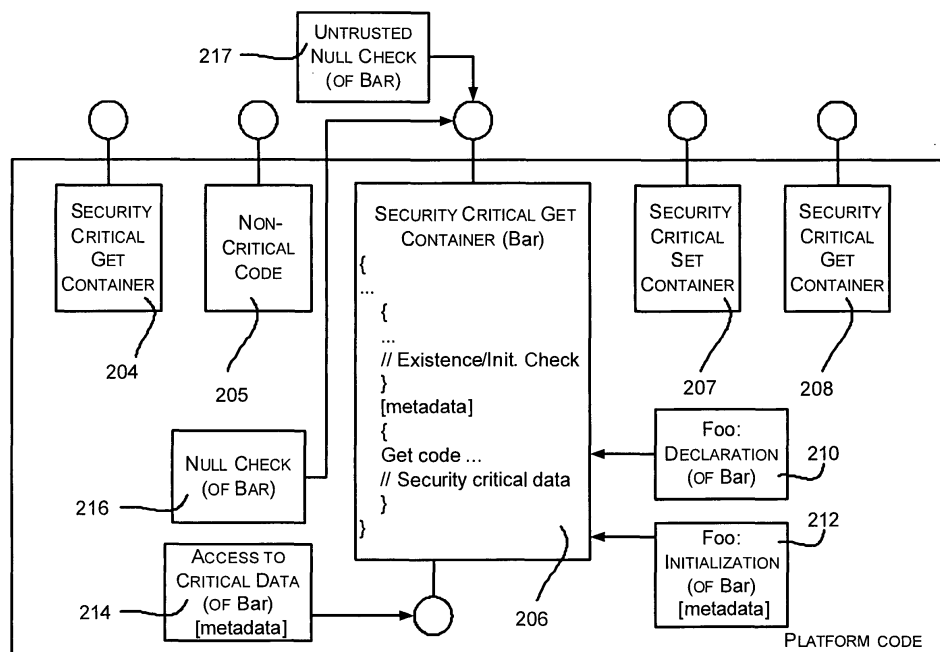 217
UNTRUSTED
NULL CHECK
(OF BAR)
SECURITY
CRITICAL
GET
CONTAINER
204
NON-
CRITICAL
CODE
205
SECURITY CRITICAL GET
CONTAINER (Bar)
{
...
{
...
// Existence/Init. Check
}
[metadata]
{
Get code ...
// Security critical data
}
}
206
SECURITY
CRITICAL
SET
CONTAINER
207
SECURITY
CRITICAL
GET
CONTAINER
208
NULL CHECK
(OF BAR)
216
FOO:
DECLARATION
(OF Bar)
210
FOO:
INITIALIZATION
(OF Bar)
[metadata]
212
ACCESS TO
CRITICAL DATA
(OF Bar)
[metadata]
214
PLATFORM CODE